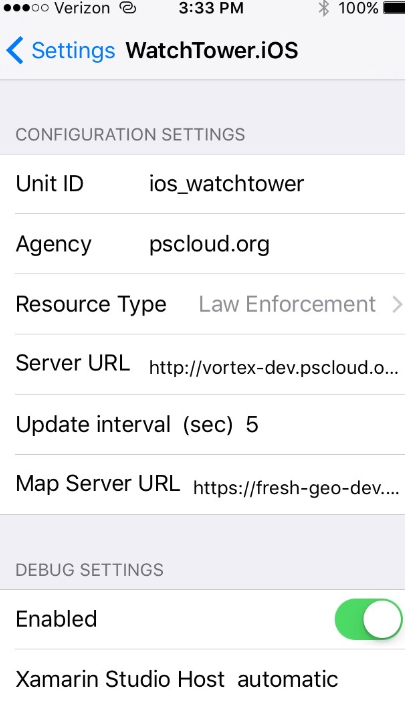 Verizon 3:33 PM 100%
Settings WatchTower.iOS
CONFIGURATION SETTINGS
Unit ID ios_watchtower
Agency pscloud.org
Resource Type Law Enforcement
Server URL http://vortex-dev.pscloud.o...
Update interval (sec) 5
Map Server URL https://fresh-geo-dev....
DEBUG SETTINGS
Enabled
Xamarin Studio Host automatic